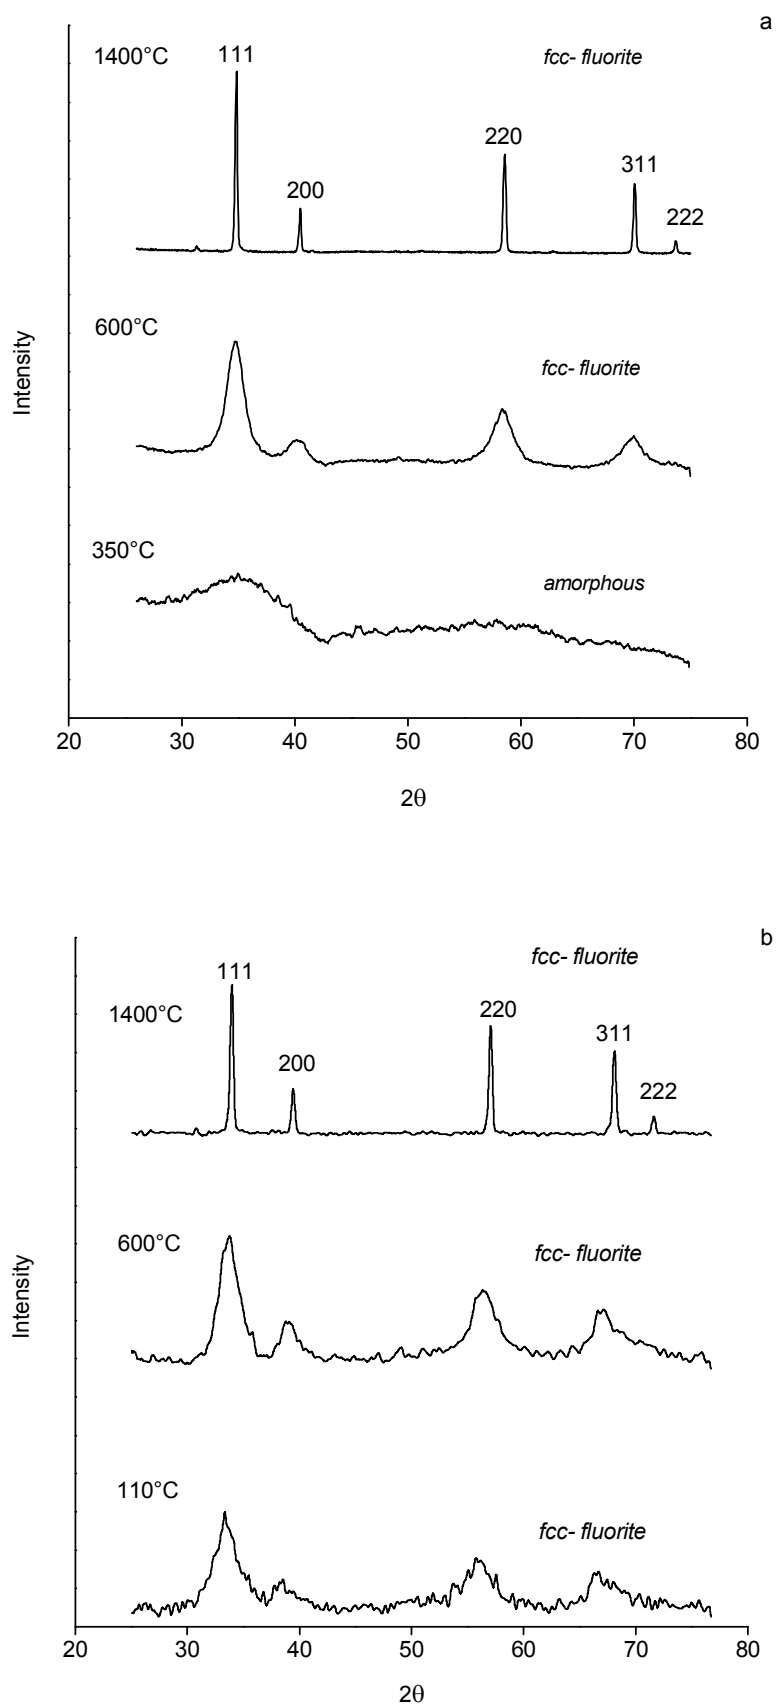 a
1400°C 111 fcc- fluorite
200
220
311
222
600°C
fcc- fluorite
350°C
amorphous
Intensity
20 30 40 50 60 70 80
2θ
b
fcc- fluorite
111
1400°C
200
220
311
222
600°C
fcc- fluorite
110°C
fcc- fluorite
Intensity
20 30 40 50 60 70 80
2θ